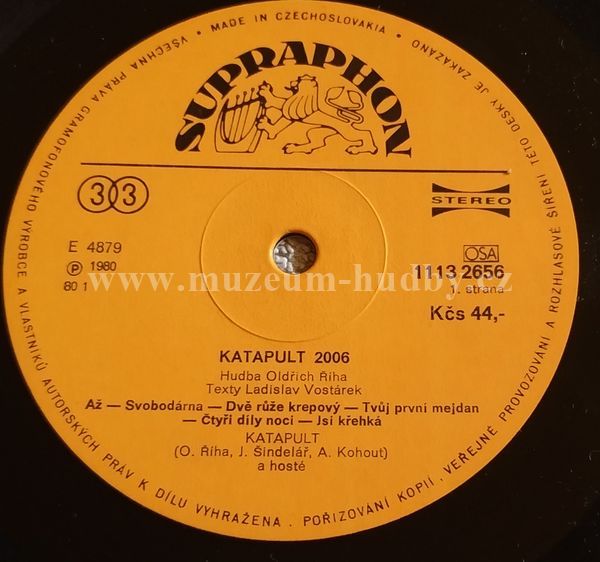 VŠECHNA PRÁVA GRAMOFONOVÉHO VÝROBCE A VLASTNÍKŮ AUTORSKÝCH PRÁV K DÍLU VYHRAŽENA . POŘIZOVÁNÍ KOPIÍ . VEŘEJNÉ PROVOZOVÁNÍ A ROZHLASOVÉ ŠÍŘENÍ TÉTO DESKY JE ZAKÁZÁNO
• MADE IN CZECHOSLOVAKIA •
SUPRAPHON
33
STEREO
E 4879
Ⓟ 1980
80 1
OSA
1113 2656
1. strana
Kčs 44,-
www.muzeum-hudby.cz
KATAPULT 2006
Hudba Oldřich Říha
Texty Ladislav Vostárek
Až — Svobodárna — Dvě růže krepový — Tvůj první mejdan
— Čtyři díly noci — Jsi křehká
KATAPULT
(O. Říha, J. Šindelář, A. Kohout)
a hosté